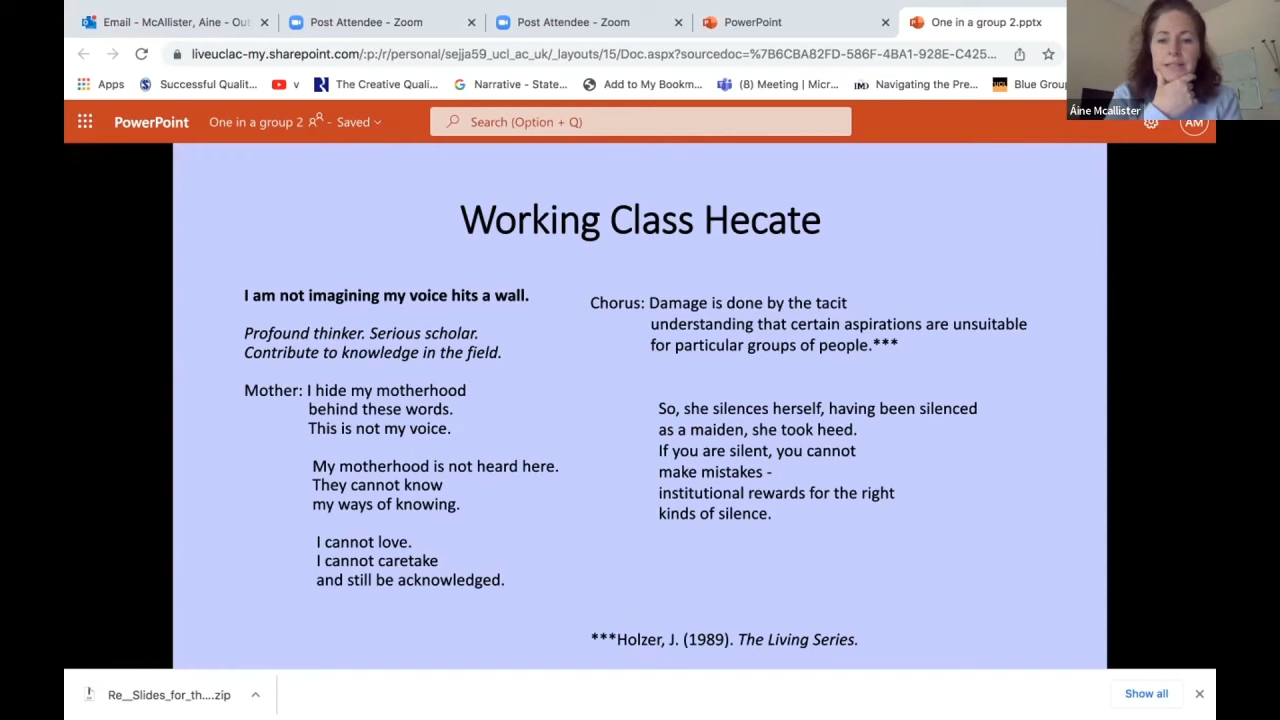 Email - McAllister, Aine - Out
Post Attendee - Zoom
Post Attendee - Zoom
PowerPoint
One in a group 2.pptx
liveuclac-my.sharepoint.com/:p:/r/personal/sejja59_ucl_ac_uk/_layouts/15/Doc.aspx?sourcedoc=%7B6CBA82FD-586F-4BA1-928E-C425...
Apps
Successful Qualit...
v
The Creative Quali...
Narrative - State...
Add to My Bookm...
(8) Meeting | Micr...
Navigating the Pre...
Blue Grou
Áine Mcallister
PowerPoint
One in a group 2 - Saved
Search (Option + Q)
AM
Working Class Hecate
I am not imagining my voice hits a wall.
Profound thinker. Serious scholar.
Contribute to knowledge in the field.
Mother: I hide my motherhood
behind these words.
This is not my voice.
My motherhood is not heard here.
They cannot know
my ways of knowing.
I cannot love.
I cannot caretake
and still be acknowledged.
Chorus: Damage is done by the tacit
understanding that certain aspirations are unsuitable
for particular groups of people.***
So, she silences herself, having been silenced
as a maiden, she took heed.
If you are silent, you cannot
make mistakes -
institutional rewards for the right
kinds of silence.
***Holzer, J. (1989). The Living Series.
Re__Slides_for_th....zip
Show all